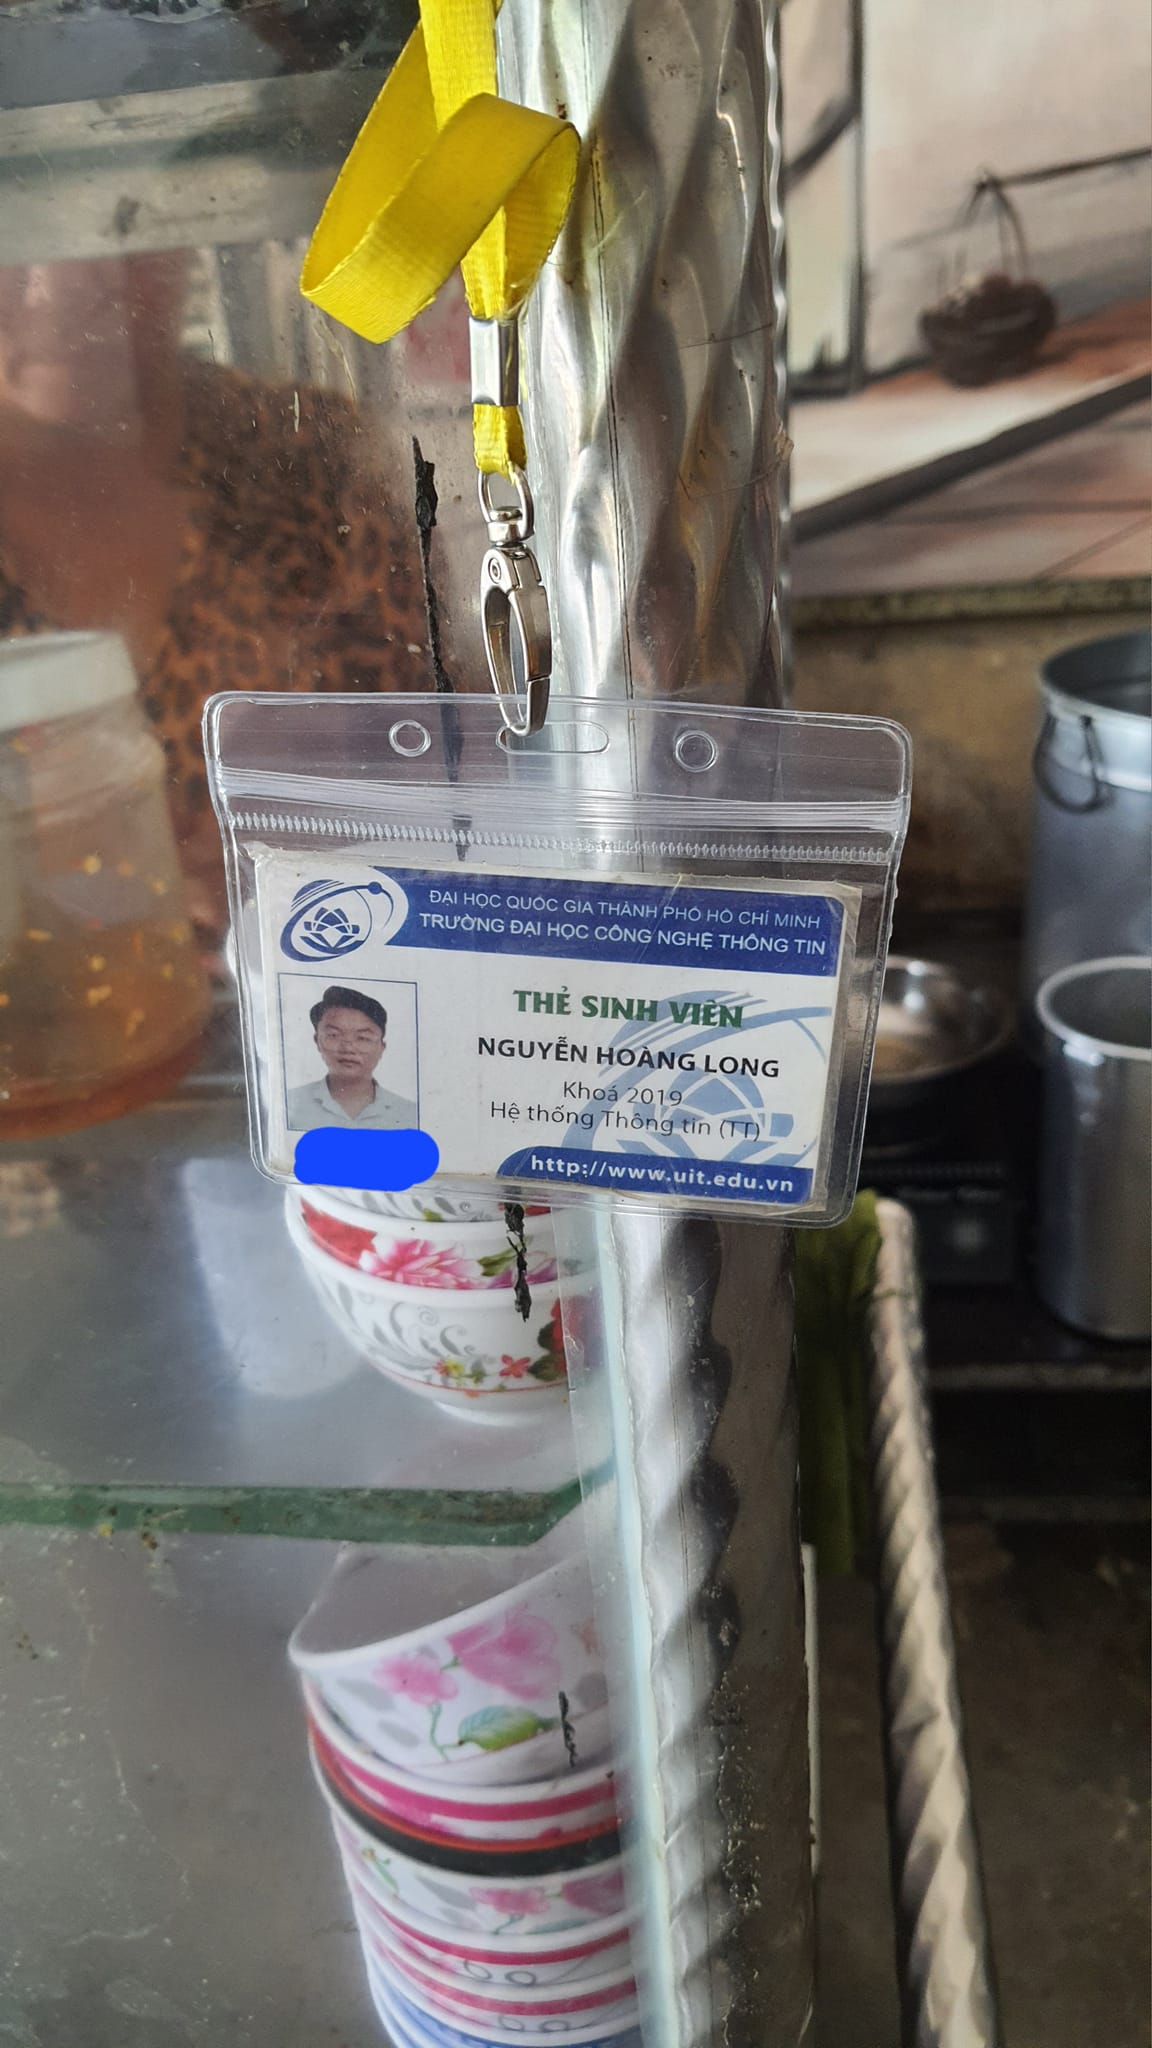 ĐẠI HỌC QUỐC GIA THÀNH PHỐ HỒ CHÍ MINH
TRƯỜNG ĐẠI HỌC CÔNG NGHỆ THÔNG TIN
THẺ SINH VIÊN
NGUYỄN HOÀNG LONG
Khoá 2019
Hệ thống Thông tin (TT)
http://www.uit.edu.vn